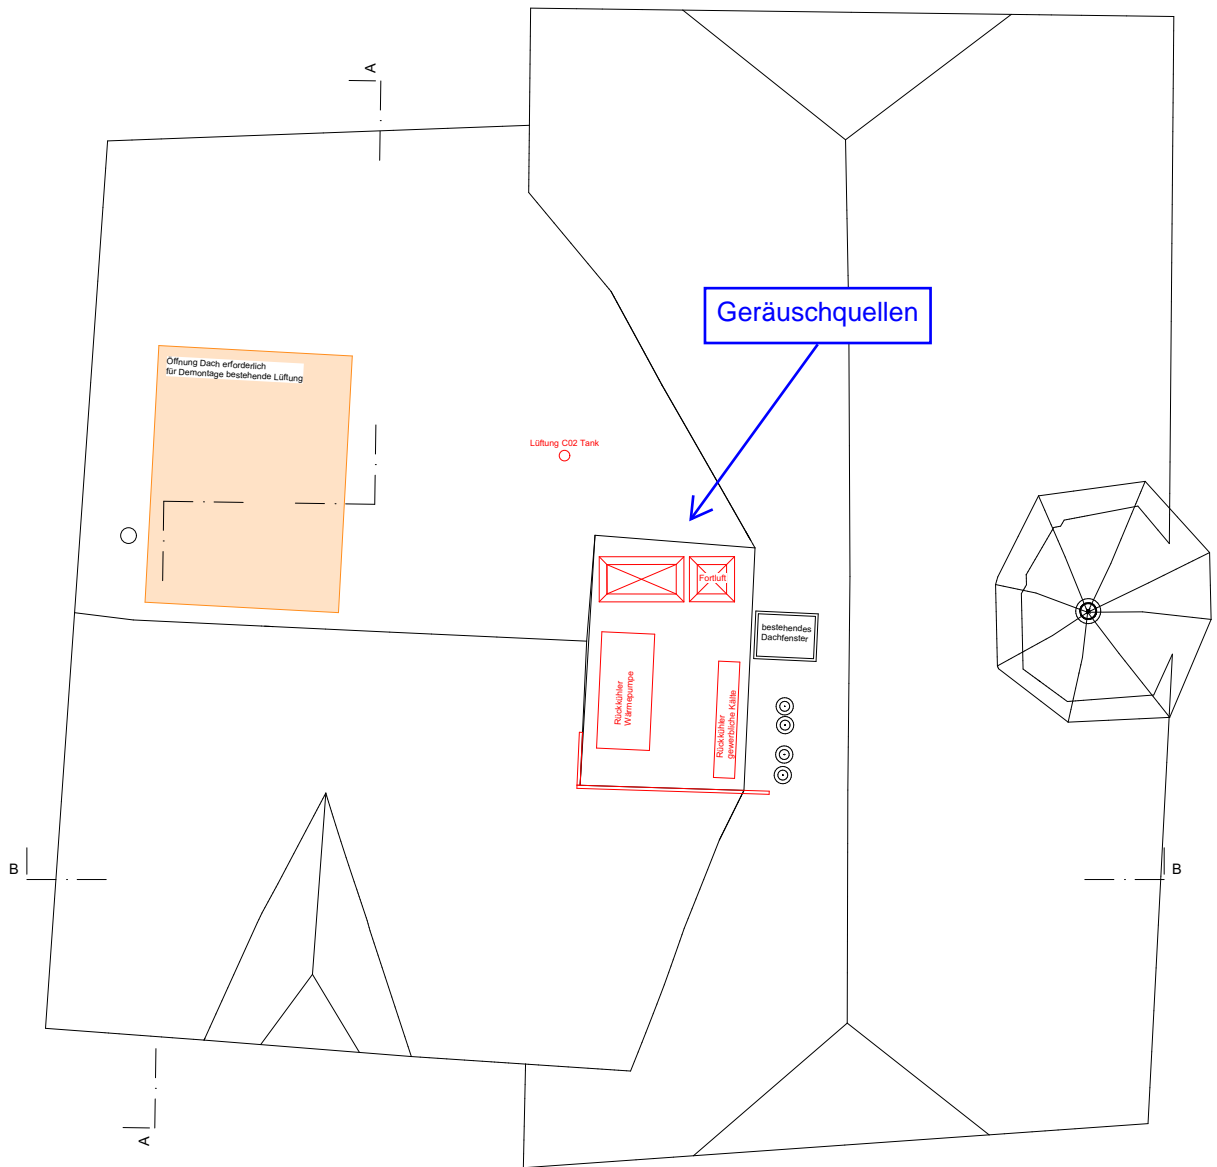 A
Geräuschquellen
Öffnung Dach erforderlich
für Demontage bestehende Lüftung
Lüftung C02 Tank
Fortluft
bestehendes
Dachfenster
Rückkühler
Wärmepumpe
Rückkühler
gewerbliche Kälte
B
B
A